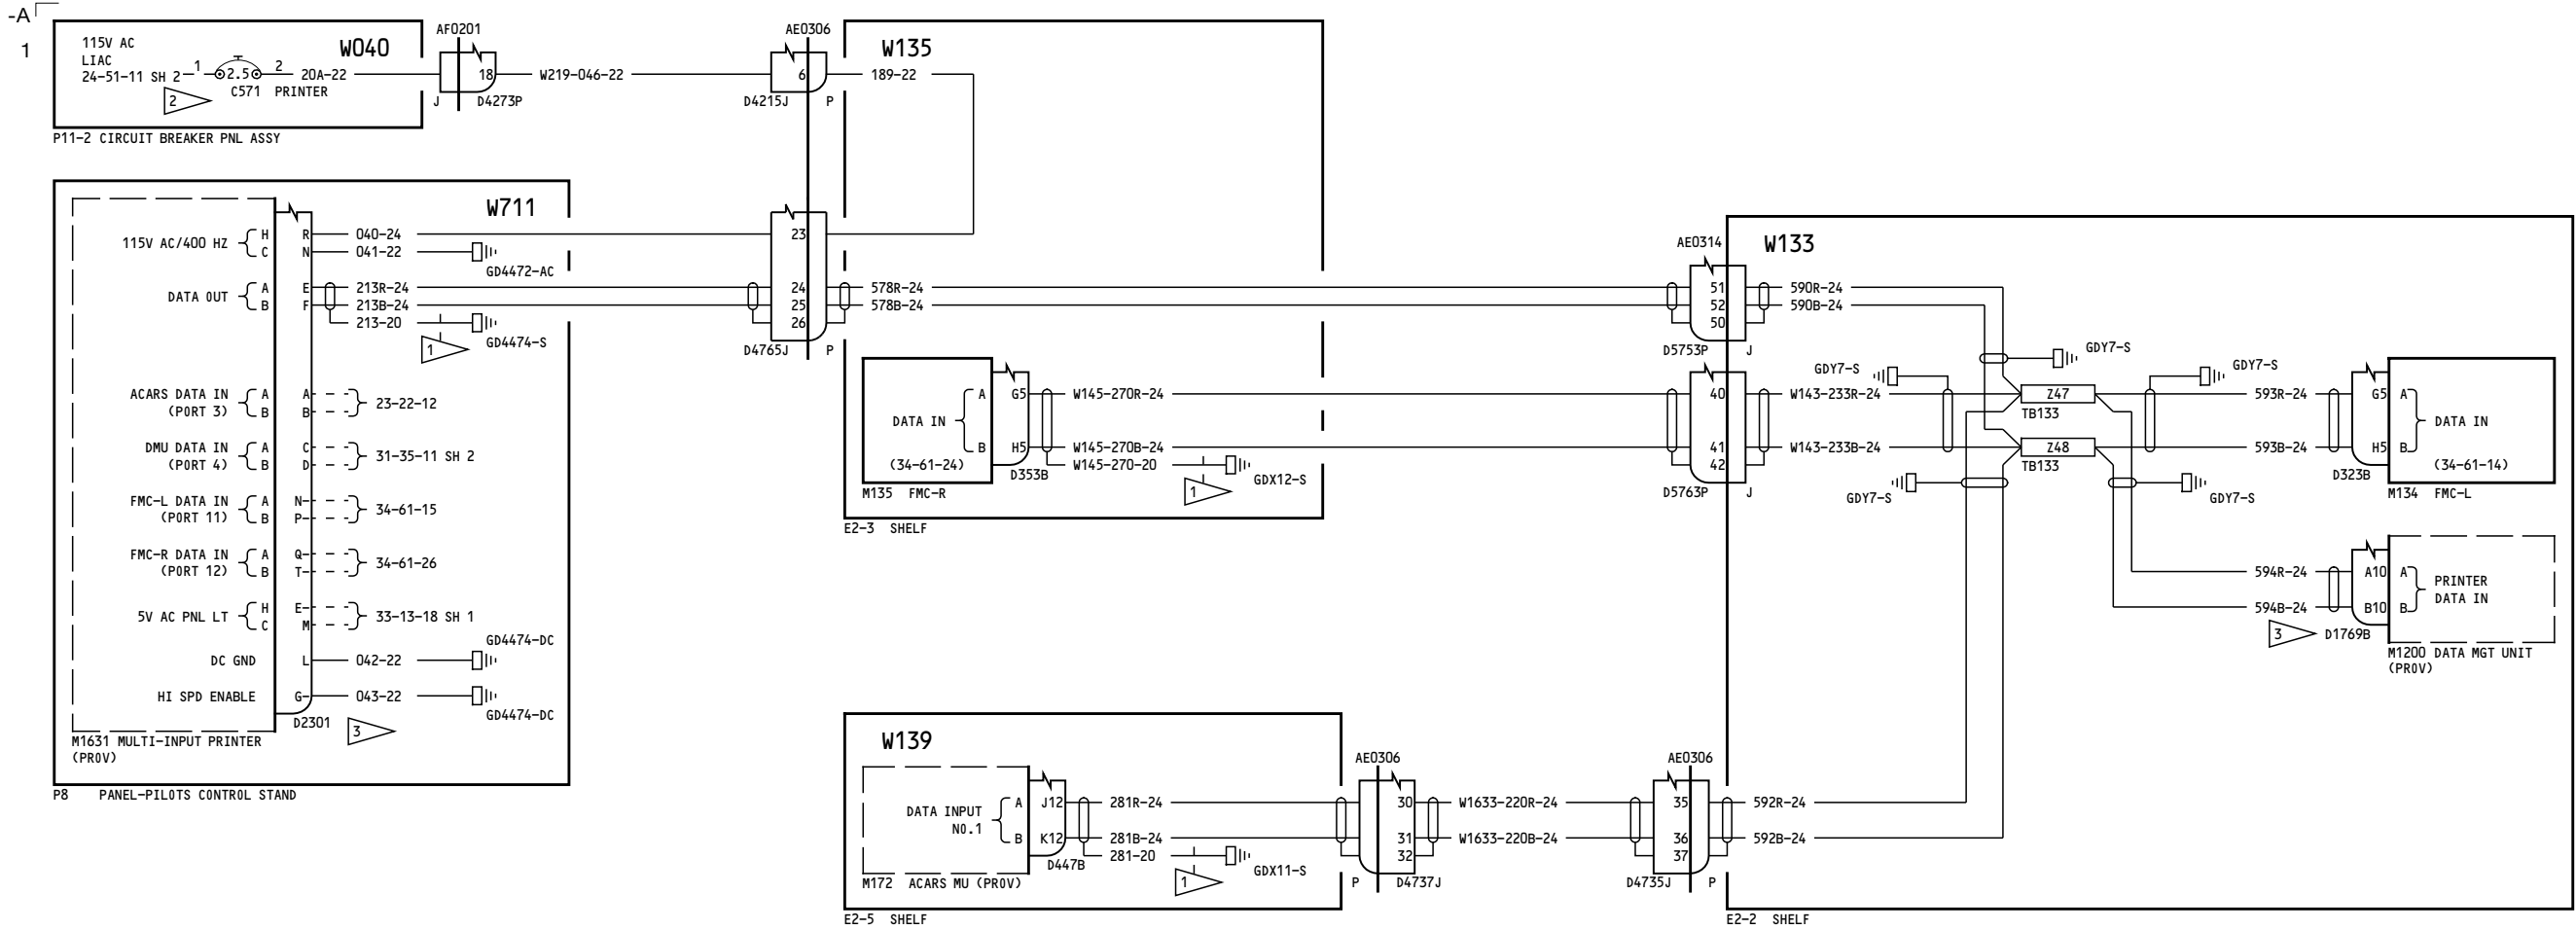 -A
1
115V AC
LIAC
24-51-11 SH 2
1
2.5
2
20A-22
C571 PRINTER
2
W040
P11-2 CIRCUIT BREAKER PNL ASSY
AF0201
18
J
D4273P
W219-046-22
AE0306
6
D4215J
P
W135
189-22
W711
115V AC/400 HZ
H
R
040-24
C
N
041-22
GD4472-AC
DATA OUT
A
E
213R-24
B
F
213B-24
213-20
GD4474-S
1
ACARS DATA IN
(PORT 3)
A
A
B
B
23-22-12
DMU DATA IN
(PORT 4)
A
C
B
D
31-35-11 SH 2
FMC-L DATA IN
(PORT 11)
A
N-
B
P-
34-61-15
FMC-R DATA IN
(PORT 12)
A
Q-
B
T-
34-61-26
5V AC PNL LT
H
E-
C
M
33-13-18 SH 1
DC GND
L
042-22
GD4474-DC
HI SPD ENABLE
G-
043-22
GD4474-DC
D2301
3
M1631 MULTI-INPUT PRINTER
(PROV)
P8 PANEL-PILOTS CONTROL STAND
23
24
25
26
D4765J
P
578R-24
578B-24
DATA IN
A
G5
W145-270R-24
B
H5
W145-270B-24
W145-270-20
GDX12-S
1
(34-61-24)
D353B
M135 FMC-R
E2-3 SHELF
AE0314
W133
51
52
50
D5753P
J
590R-24
590B-24
40
41
42
D5763P
J
W143-233R-24
W143-233B-24
GDY7-S
GDY7-S
GDY7-S
GDY7-S
GDY7-S
Z47
TB133
Z48
TB133
593R-24
593B-24
G5
A
H5
B
DATA IN
(34-61-14)
D323B
M134 FMC-L
594R-24
594B-24
A10
A
B10
B
PRINTER
DATA IN
3
D1769B
M1200 DATA MGT UNIT
(PROV)
W139
DATA INPUT
NO.1
A
J12
281R-24
B
K12
281B-24
281-20
GDX11-S
1
D447B
M172 ACARS MU (PROV)
E2-5 SHELF
AE0306
30
31
32
P
D4737J
W1633-220R-24
W1633-220B-24
AE0306
35
36
37
D4735J
P
592R-24
592B-24
E2-2 SHELF